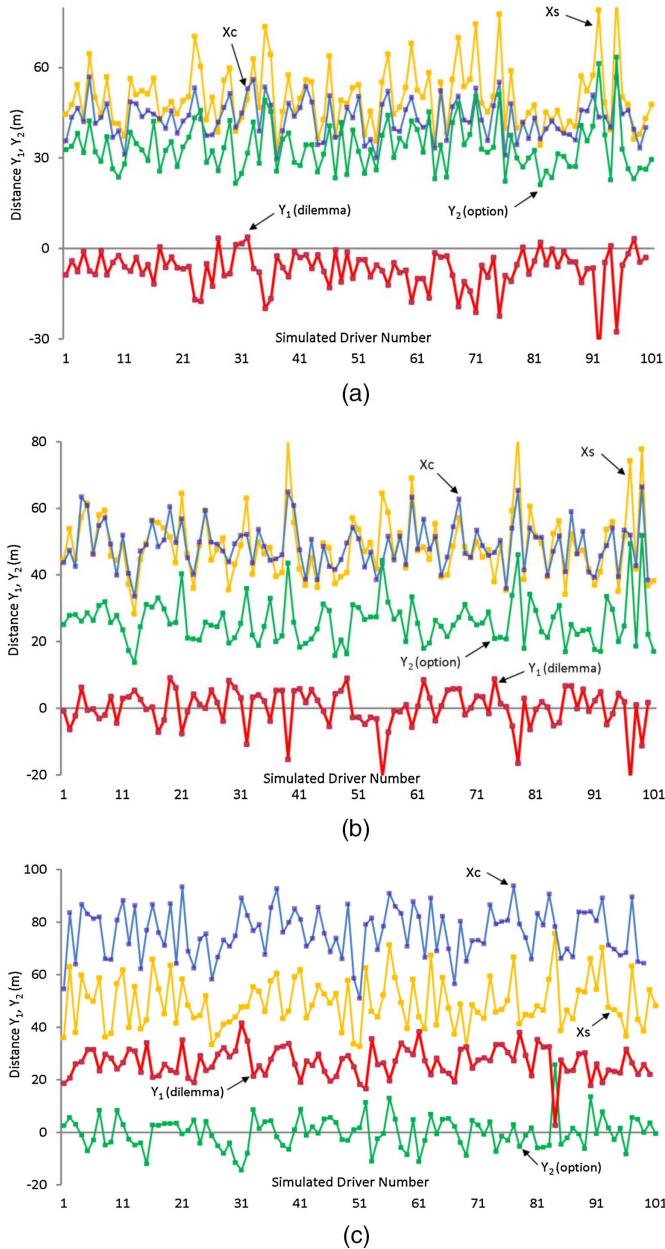 Xc
Xs
60
30
0
-30
Distance Y₁, Y₂ (m)
Y₁ (dilemma)
Y₂ (option)
Simulated Driver Number
1 11 21 31 41 51 61 71 81 91 101
(a)
80
60
40
20
0
-20
Distance Y₁, Y₂ (m)
Xc
Xs
Y₂ (option)
Y₁ (dilemma)
Simulated Driver Number
1 11 21 31 41 51 61 71 81 91 101
(b)
100
80
60
40
20
0
-20
Distance Y₁, Y₂ (m)
Xc
Xs
Y₁ (dilemma)
Y₂ (option)
Simulated Driver Number
1 11 21 31 41 51 61 71 81 91 101
(c)